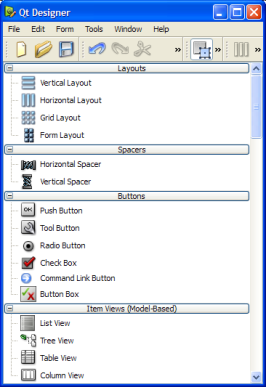 Qt Designer
File Edit Form Tools Window Help
Layouts
Vertical Layout
Horizontal Layout
Grid Layout
Form Layout
Spacers
Horizontal Spacer
Vertical Spacer
Buttons
OK Push Button
Tool Button
Radio Button
Check Box
Command Link Button
Button Box
Item Views (Model-Based)
List View
Tree View
Table View
Column View